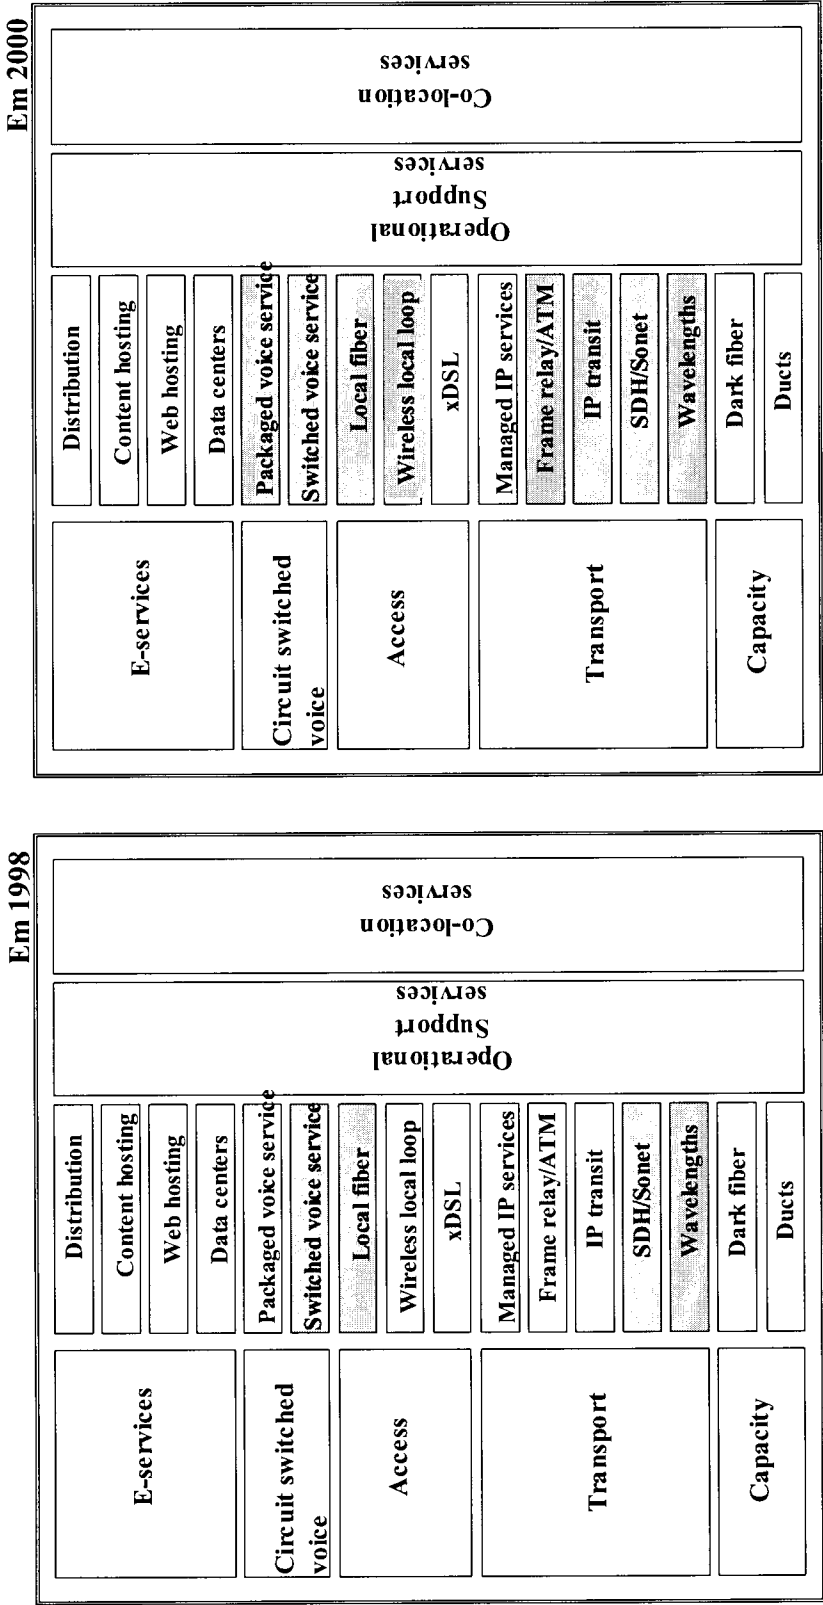 Em 1998
E-services
Distribution
Content hosting
Web hosting
Data centers
Circuit switched
voice
Packaged voice service
Switched voice service
Access
Local fiber
Wireless local loop
xDSL
Transport
Managed IP services
Frame relay/ATM
IP transit
SDH/Sonet
Wavelengths
Capacity
Dark fiber
Ducts
Operational
Support
services
Co-location
services
Em 2000
E-services
Distribution
Content hosting
Web hosting
Data centers
Circuit switched
voice
Packaged voice service
Switched voice service
Access
Local fiber
Wireless local loop
xDSL
Transport
Managed IP services
Frame relay/ATM
IP transit
SDH/Sonet
Wavelengths
Capacity
Dark fiber
Ducts
Operational
Support
services
Co-location
services